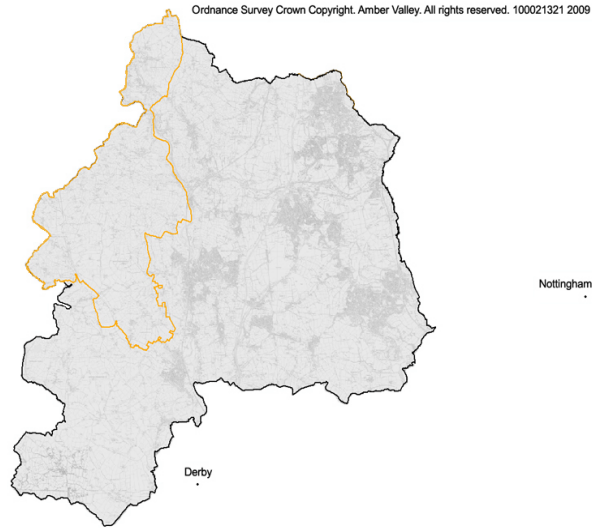 Ordnance Survey Crown Copyright. Amber Valley. All rights reserved. 100021321 2009
Nottingham
Derby